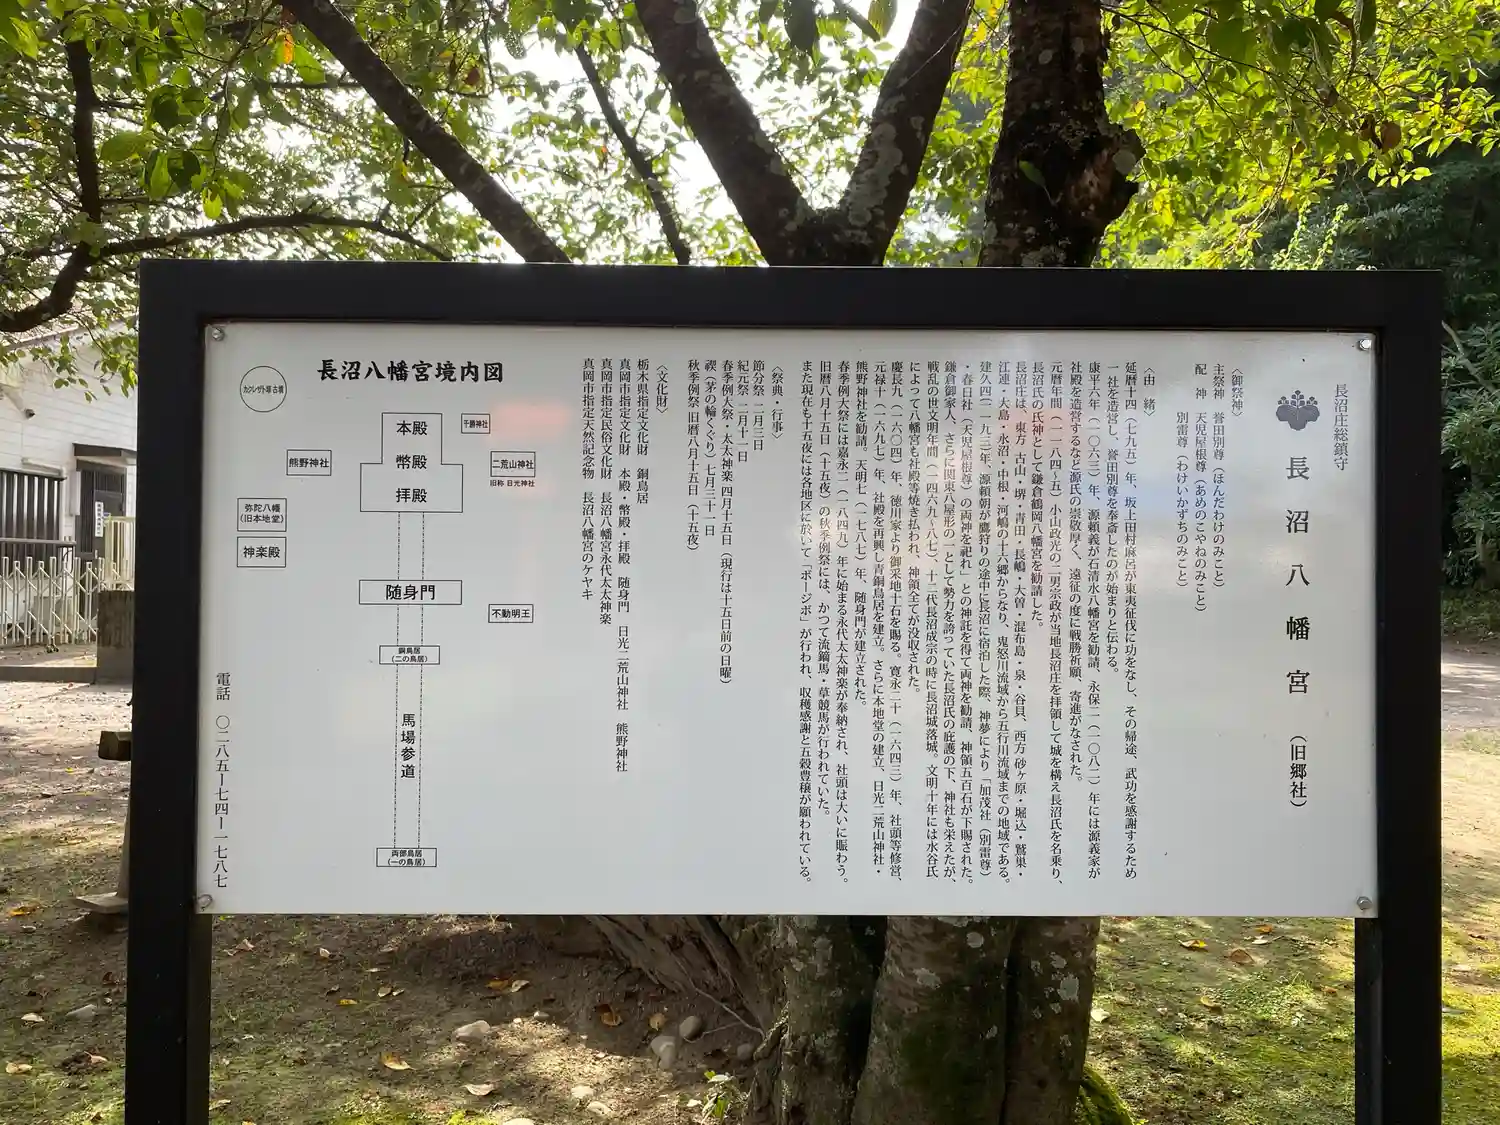 長沼庄総鎮守
長沼八幡宮（旧郷社）
〈御祭神〉
主祭神 誉田別尊（ほんだわけのみこと）
配神 天児屋根尊（あめのこやねのみこと）
別雷尊（わけいかずちのみこと）
〈由緒〉
延暦十四（七九五）年、坂上田村麻呂が東夷征伐に功をなし、その帰途、武功を感謝するため
一社を造営し、誉田別尊を奉斎したのが始まりと伝わる。
康平六年（一〇六三）年、源頼義が石清水八幡宮を勧請、永保二（一〇八二）年には源義家が
社殿を造営するなど源氏の崇敬厚く、遠征の度に戦勝祈願、寄進がなされた。
元暦年間（一一八四～五）小山政光の二男宗政が当地長沼庄を拝領して城を構え長沼氏を名乗り、
長沼氏の氏神として鎌倉鶴岡八幡宮を勧請した。
長沼庄は、東方 古山・堺・青田・長嶋・大曽・混布島・泉・谷貝、西方 砂ヶ原・堀込・鷲巣・
江連・大島・水沼・中根・河嶋の十六郷からなり、鬼怒川流域から五行川流域までの地域である。
建久四（一一九三）年、源頼朝が鷹狩りの途中に長沼に宿泊した際、神夢により「加茂社（別雷尊）
・春日社（天児屋根尊）の両神を祀れ」との神託を得て両神を勧請、神領五百石が下賜された。
鎌倉御家人、さらに関東八屋形の一として勢力を誇っていた長沼氏の庇護の下、神社も栄えたが、
戦乱の世文明年間（一四六九～八七）、十二代長沼成宗の時に長沼城落城。文明十年には水谷氏
によって八幡宮も社殿等焼き払われ、神領全てが没収された。
慶長九（一六〇四）年、徳川家より御朱地十石を賜る。寛永二十（一六四三）年、社頭等修営、
元禄十（一六九七）年、社殿を再興し青銅鳥居を建立。さらに本地堂の建立、日光二荒山神社・
熊野神社を勧請。天明七（一七八七）年、随身門が建立された。
春季例大祭には嘉永二（一八四九）年に始まる永代太太神楽が奉納され、社頭は大いに賑わう。
旧暦八月十五日（十五夜）の秋季例祭には、かつて流鏑馬・草競馬が行われていた。
また現在も十五夜には各地区に於いて「ボージボ」が行われ、収穫感謝と五穀豊穣が願われている。
〈祭典・行事〉
節分祭 二月三日
紀元祭 二月十一日
春季例大祭・太太神楽 四月十五日（現行は十五日前の日曜）
禊（茅の輪くぐり）七月三十一日
秋季例祭 旧暦八月十五日（十五夜）
〈文化財〉
栃木県指定文化財 銅鳥居
真岡市指定文化財 本殿・幣殿・拝殿 随身門 日光二荒山神社 熊野神社
真岡市指定民俗文化財 長沼八幡宮永代太太神楽
真岡市指定天然記念物 長沼八幡宮のケヤキ
長沼八幡宮境内図
カクレザト塚古墳
本殿
幣殿
拝殿
千勝神社
熊野神社
二荒山神社
旧称 日光神社
弥陀八幡
（旧本地堂）
神楽殿
随身門
不動明王
銅鳥居
（二の鳥居）
馬場参道
両部鳥居
（一の鳥居）
電話 〇二八五ー七四ー一七八七